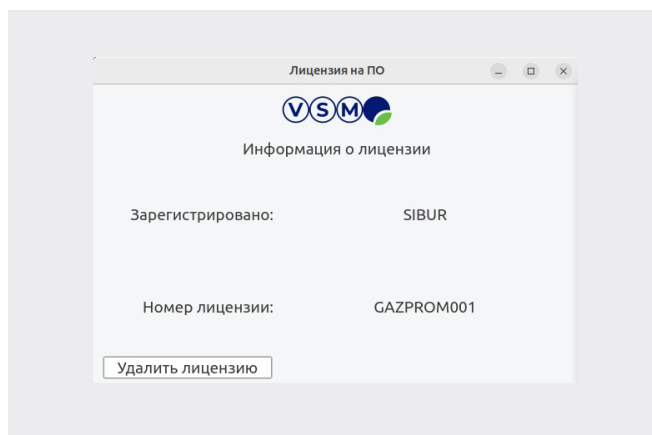 Лицензия на ПО
VSM
Информация о лицензии
Зарегистрировано: SIBUR
Номер лицензии: GAZPROM001
Удалить лицензию